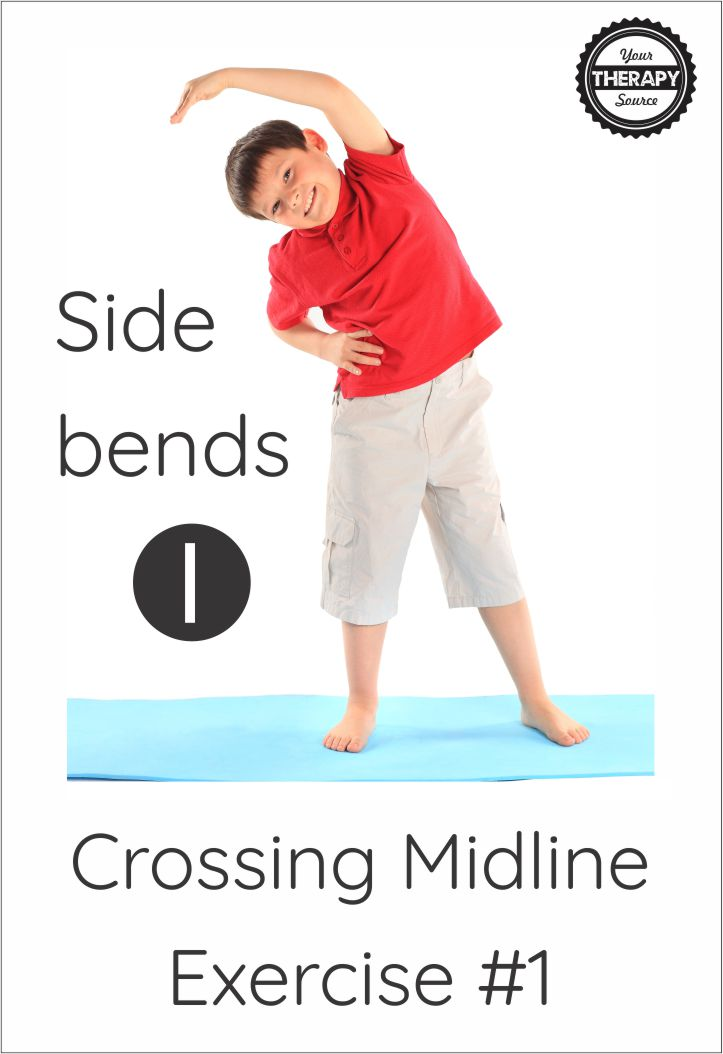 Your
THERAPY
Source
Side
bends
1
Crossing Midline
Exercise #1